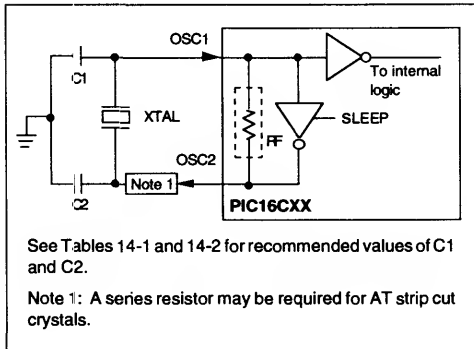 OSC1
C1
To internal
logic
XTAL
SLEEP
RF
OSC2
Note 1
C2
PIC16CXX
See Tables 14-1 and 14-2 for recommended values of C1
and C2.
Note 1: A series resistor may be required for AT strip cut
crystals.